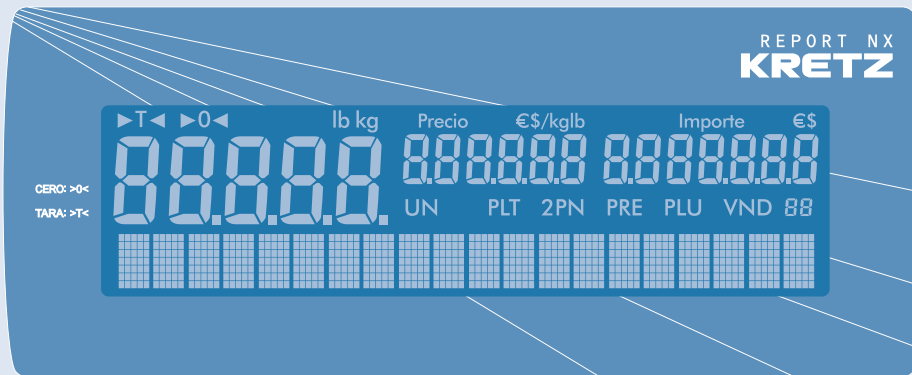 REPORT NX
KRETZ
►T◄ ►0◄ lb kg Precio €$/kglb Importe €$
88.8.8.8. 8.8.8.8.8.8 8.8.8.8.8.8.8
CERO: >0<
TARA: >T<
UN PLT 2PN PRE PLU VND 88